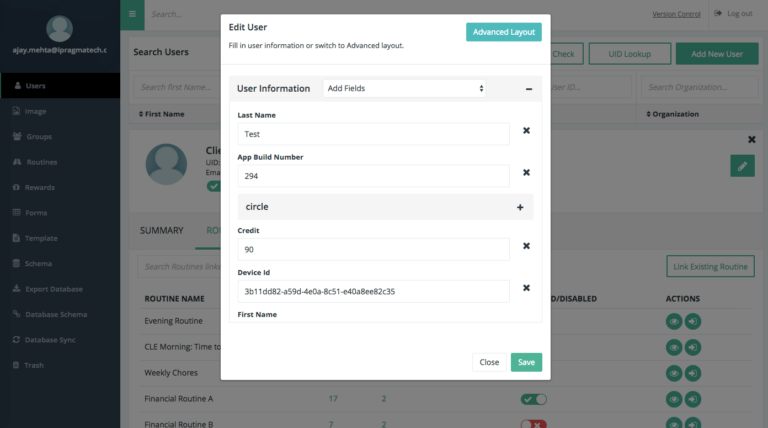 ajay.mehta@ipragmatech.c
Users
Image
Groups
Routines
Rewards
Forms
Template
Schema
Export Database
Database Schema
Database Sync
Trash
Search...
Version Control
Log out
Search Users
Check
UID Lookup
Add New User
Search first Name...
User ID...
Search Organization...
First Name
Organization
Clie
UID:
Emai
SUMMARY
ROU
Search Routines linke
Link Existing Routine
ROUTINE NAME
D/DISABLED
ACTIONS
Evening Routine
CLE Morning: Time to
Weekly Chores
Financial Routine A 17 2
Financial Routine B 7 2
Edit User
Advanced Layout
Fill in user information or switch to Advanced layout.
User Information
Add Fields
Last Name
Test
App Build Number
294
circle
Credit
90
Device Id
3b11dd82-a59d-4e0a-8c51-e40a8ee82c35
First Name
Close
Save